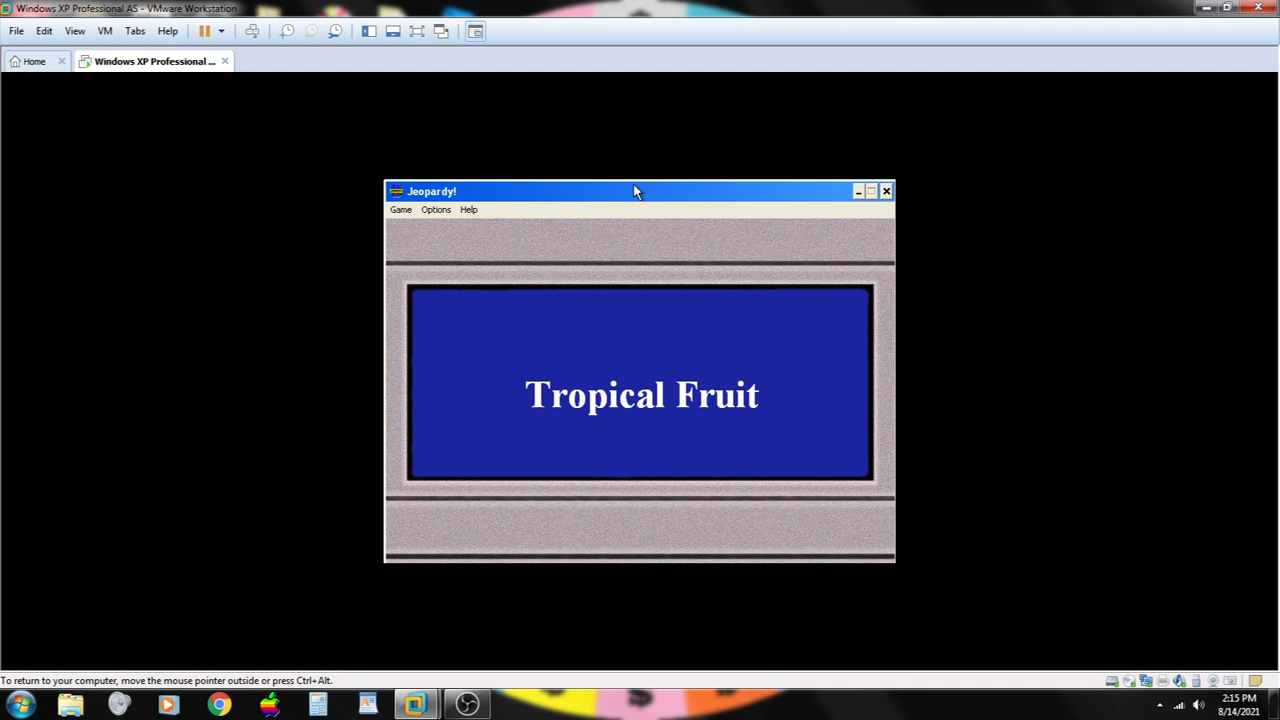 Windows XP Professional AS - VMware Workstation
File Edit View VM Tabs Help
Home Windows XP Professional ...
Jeopardy!
Game Options Help
Tropical Fruit
To return to your computer, move the mouse pointer outside or press Ctrl+Alt.
2:15 PM
8/14/2021